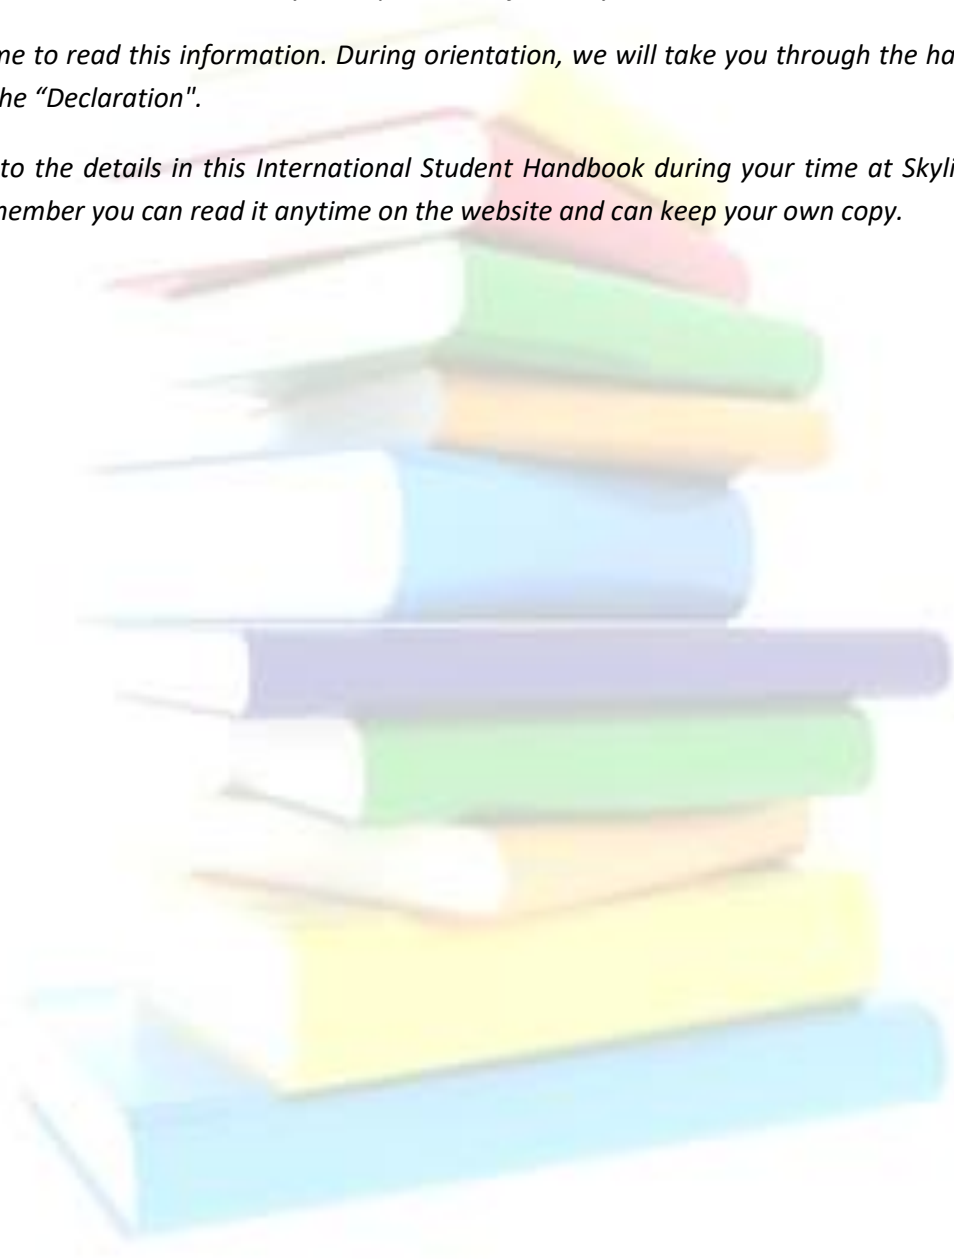 me to read this information. During orientation, we will take you through the ha
he “Declaration".
to the details in this International Student Handbook during your time at Skyli
member you can read it anytime on the website and can keep your own copy.